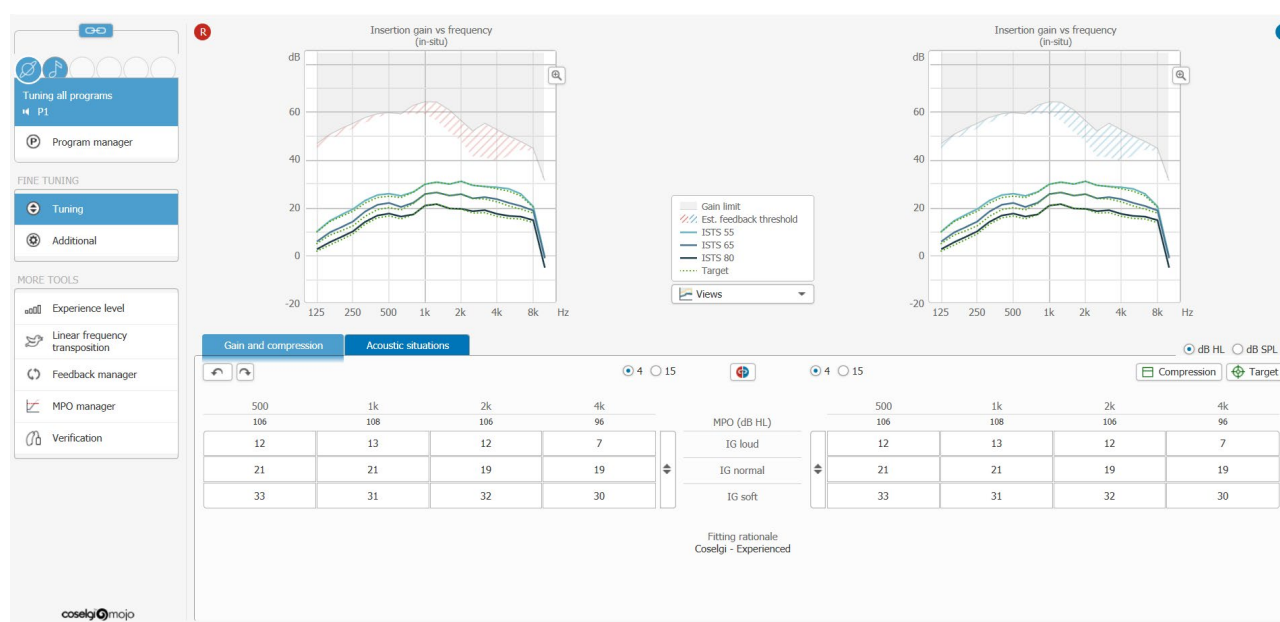 R
Insertion gain vs frequency
(in-situ)
dB
60
40
20
0
-20
125 250 500 1k 2k 4k 8k Hz
Insertion gain vs frequency
(in-situ)
dB
60
40
20
0
-20
125 250 500 1k 2k 4k 8k Hz
Gain limit
Est. feedback threshold
ISTS 55
ISTS 65
ISTS 80
Target
Views
Tuning all programs
P1
P Program manager
FINE TUNING
Tuning
Additional
MORE TOOLS
Experience level
Linear frequency
transposition
Feedback manager
MPO manager
Verification
coselgi mojo
Gain and compression Acoustic situations
dB HL dB SPL
4 15 4 15 Compression Target
500 1k 2k 4k 500 1k 2k 4k
106 108 106 96 MPO (dB HL) 106 108 106 96
12 13 12 7 IG loud 12 13 12 7
21 21 19 19 IG normal 21 21 19 19
33 31 32 30 IG soft 33 31 32 30
Fitting rationale
Coselgi - Experienced